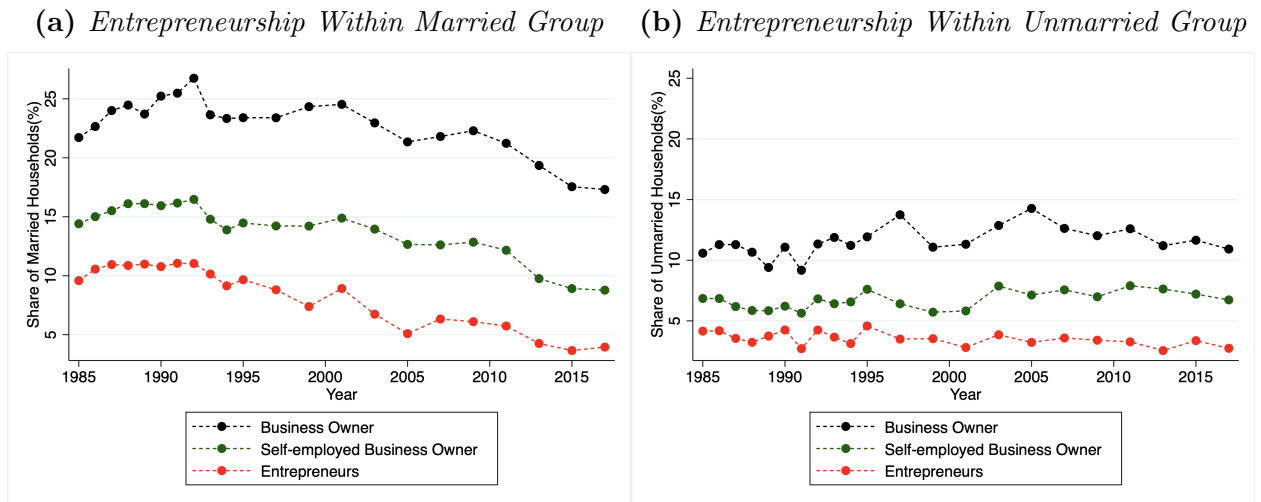 (a) Entrepreneurship Within Married Group
Share of Married Households(%)
25
20
15
10
5
1985 1990 1995 2000 2005 2010 2015
Year
Business Owner
Self-employed Business Owner
Entrepreneurs
(b) Entrepreneurship Within Unmarried Group
Share of Unmarried Households(%)
25
20
15
10
5
1985 1990 1995 2000 2005 2010 2015
Year
Business Owner
Self-employed Business Owner
Entrepreneurs